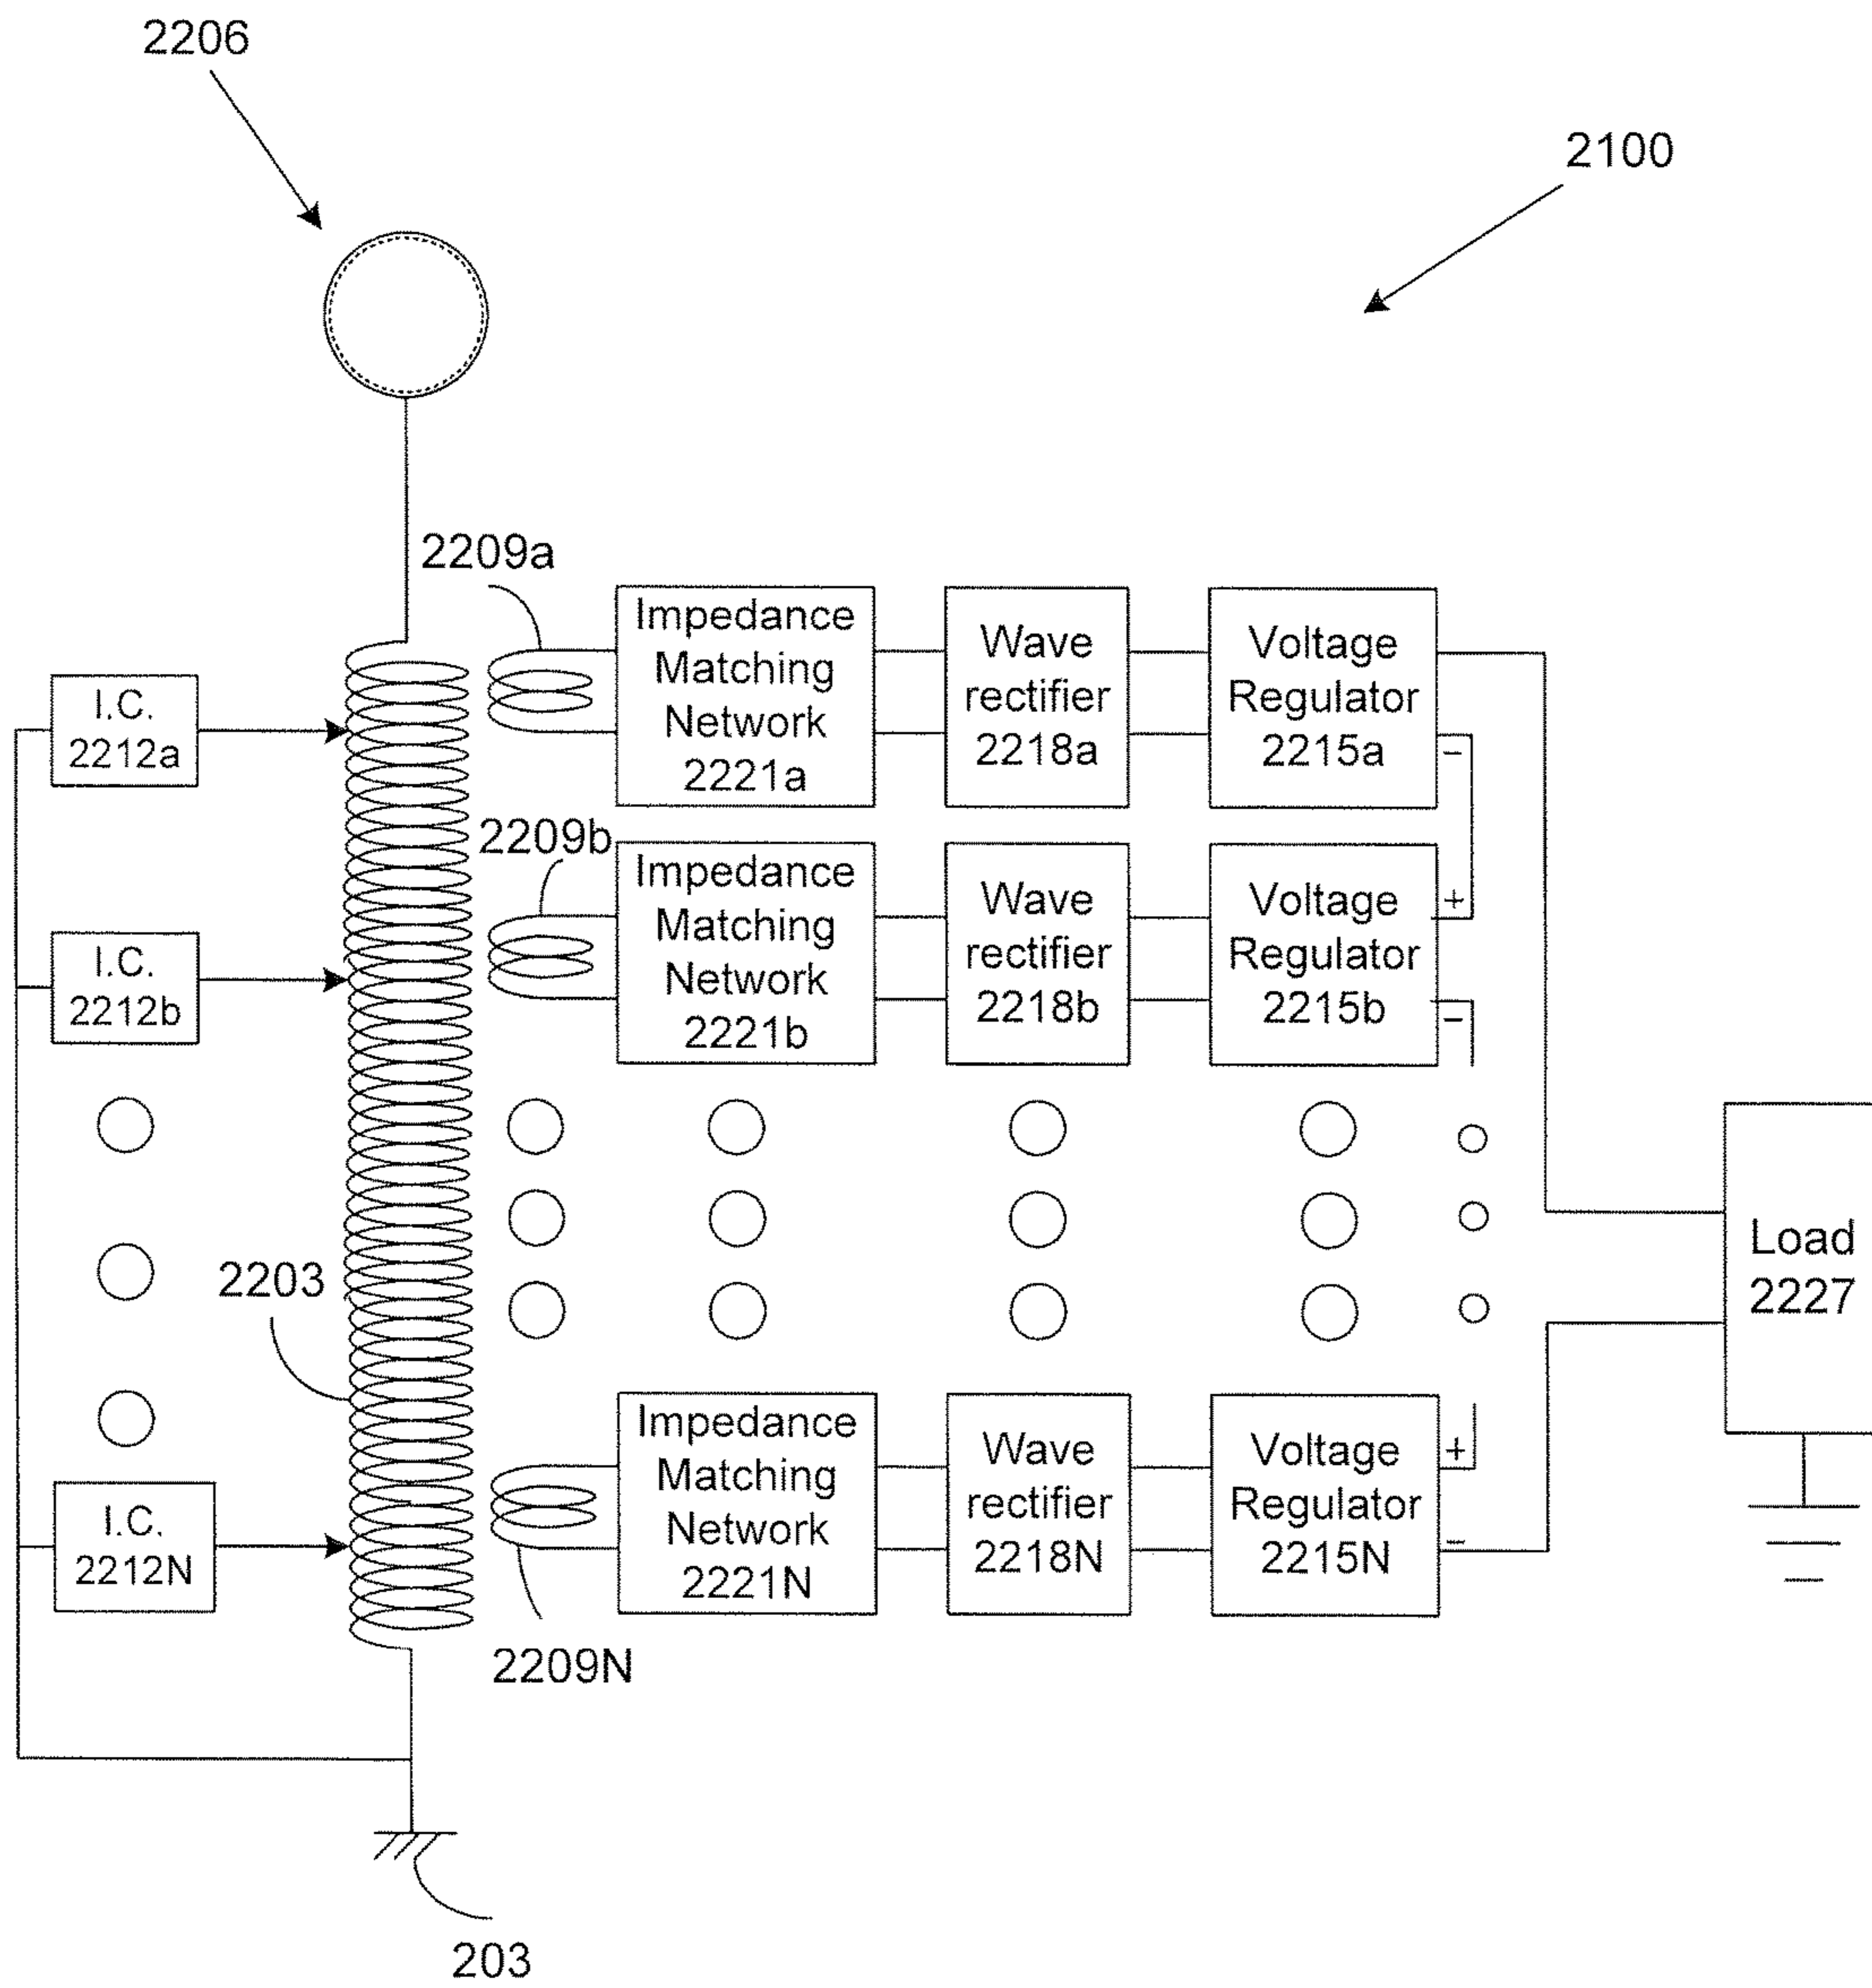 2206
2100
2209a
Impedance
Matching
Network
2221a
Wave
rectifier
2218a
Voltage
Regulator
2215a
−
I.C.
2212a
2209b
Impedance
Matching
Network
2221b
Wave
rectifier
2218b
Voltage
Regulator
2215b
+
−
I.C.
2212b
2203
Load
2227
Impedance
Matching
Network
2221N
Wave
rectifier
2218N
Voltage
Regulator
2215N
+
−
I.C.
2212N
2209N
203